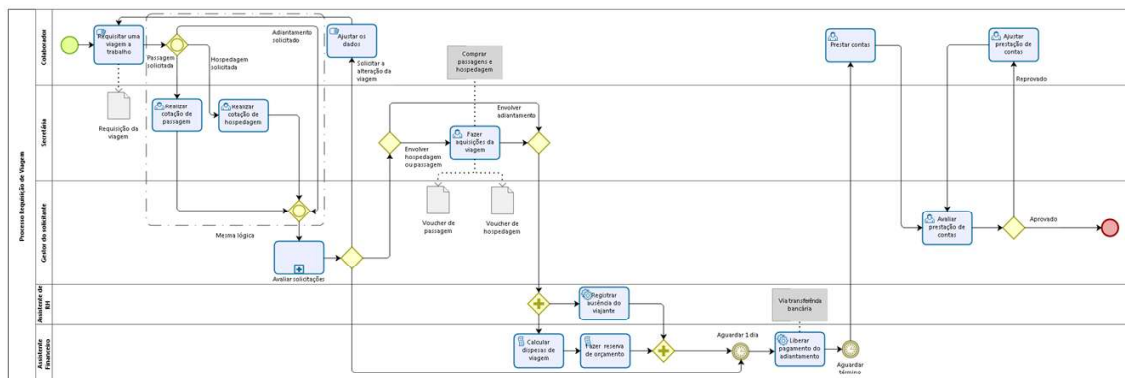 Processo Requisição de Viagem
Colaborador
Requisitar uma
viagem a
trabalho
Passagem
solicitada
Hospedagem
solicitada
Adiantamento
solicitado
Ajustar os
dados
Solicitar a
alteração da
viagem
Comprar
passagens e
hospedagem
Prestar contas
Ajustar
prestação de
contas
Reprovado
Secretária
Requisição da
viagem
Realizar
cotação de
passagem
Realizar
cotação de
hospedagem
Envolver
adiantamento
Envolver
hospedagem
ou passagem
Fazer
aquisições da
viagem
Gestor do solicitade
Voucher de
passagem
Voucher de
hospedagem
Mesma lógica
Avaliar solicitações
Avaliar
prestação de
contas
Aprovado
Assistente de
RH
Registrar
ausência do
viajante
Via transferência
bancária
Assistente
Financeiro
Calcular
dispesas de
viagem
Fazer reserva
de orçamento
Aguardar 1 dia
Liberar
pagamento do
adiantamento
Aguardar
término